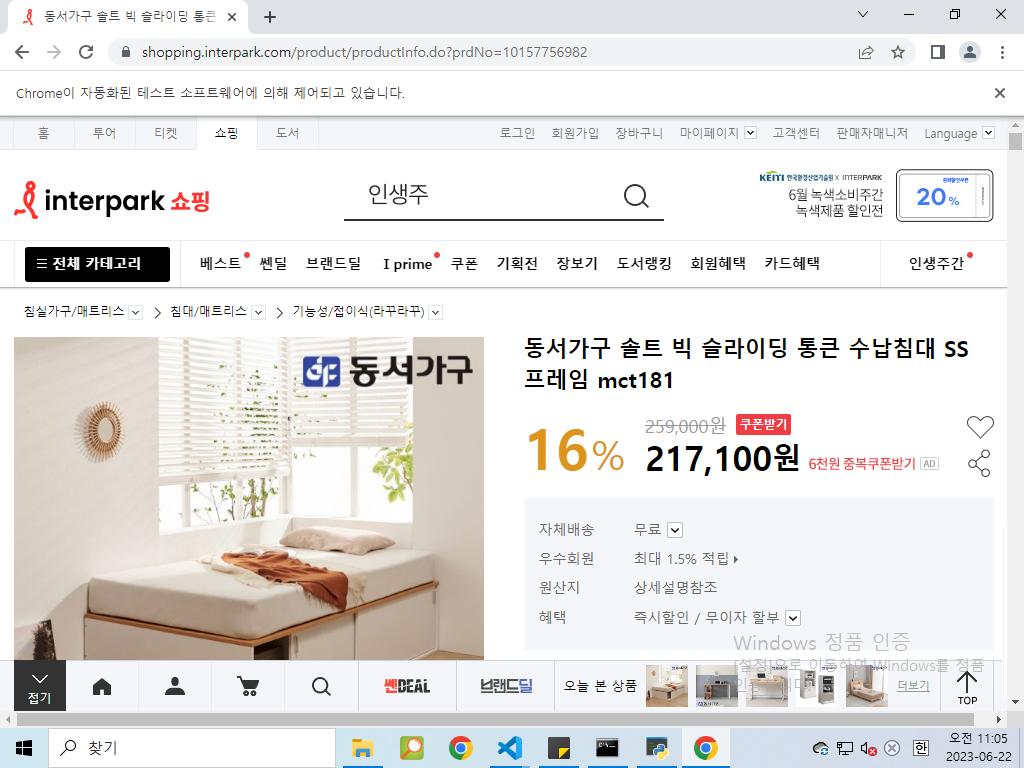 동서가구 솔트 빅 슬라이딩 통큰
shopping.interpark.com/product/productInfo.do?prdNo=10157756982
Chrome이 자동화된 테스트 소프트웨어에 의해 제어되고 있습니다.
홈 투어 티켓 쇼핑 도서 로그인 회원가입 장바구니 마이페이지 고객센터 판매자매니저 Language
interpark 쇼핑 인생주
KEITI 한국환경산업기술원 X INTERPARK
6월 녹색소비주간
녹색제품 할인전
중복할인쿠폰
20%
전체 카테고리 베스트 쎈딜 브랜드딜 I prime 쿠폰 기획전 장보기 도서랭킹 회원혜택 카드혜택 인생주간
침실가구/매트리스 침대/매트리스 기능성/접이식(라꾸라꾸)
동서가구
동서가구 솔트 빅 슬라이딩 통큰 수납침대 SS
프레임 mct181
16% 259,000원 쿠폰받기
217,100원 6천원 중복쿠폰받기 AD
자체배송 무료
우수회원 최대 1.5% 적립
원산지 상세설명참조
혜택 즉시할인 / 무이자 할부
Windows 정품 인증
[설정]으로 이동하여 Windows를 정품
접기 쎈DEAL 브랜드딜 오늘 본 상품 더보기 TOP
찾기
한
오전 11:05
2023-06-22